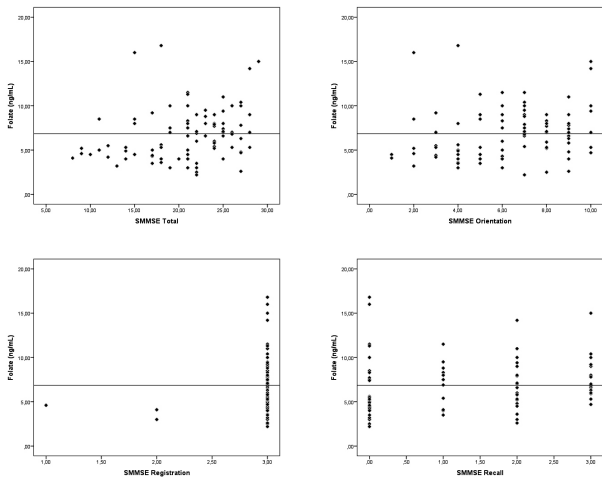 20,00
15,00
10,00
5,00
,00
Folate (ng/mL)
5,00 10,00 15,00 20,00 25,00 30,00
SMMSE Total
20,00
15,00
10,00
5,00
,00
Folate (ng/mL)
,00 2,00 4,00 6,00 8,00 10,00
SMMSE Orientation
20,00
15,00
10,00
5,00
,00
Folate (ng/mL)
1,00 1,50 2,00 2,50 3,00
SMMSE Registration
20,00
15,00
10,00
5,00
,00
Folate (ng/mL)
,00 ,50 1,00 1,50 2,00 2,50 3,00
SMMSE Recall